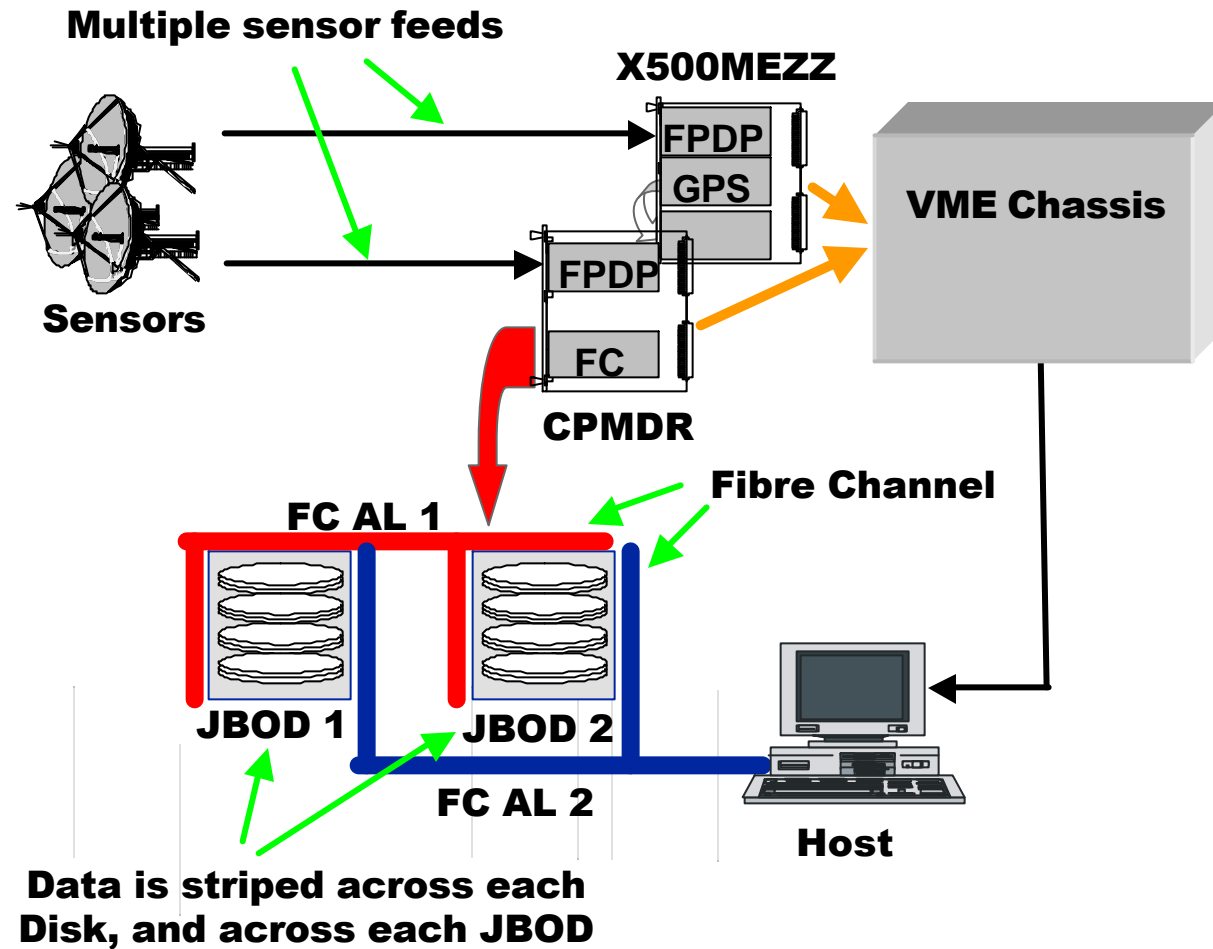 Multiple sensor feeds
X500MEZZ
FPDP
GPS
VME Chassis
FPDP
Sensors
FC
CPMDR
Fibre Channel
FC AL 1
JBOD 1
JBOD 2
FC AL 2
Host
Data is striped across each
Disk, and across each JBOD